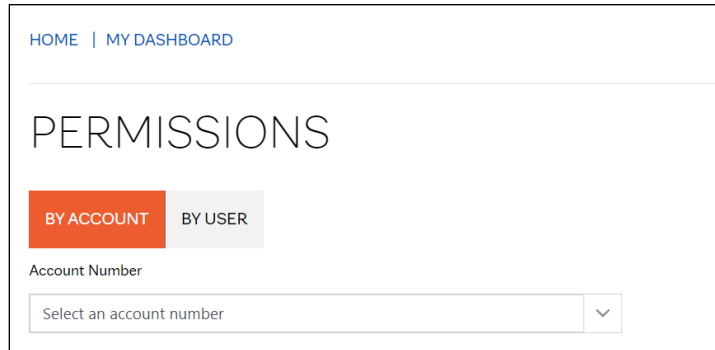 HOME | MY DASHBOARD
PERMISSIONS
BY ACCOUNT BY USER
Account Number
Select an account number